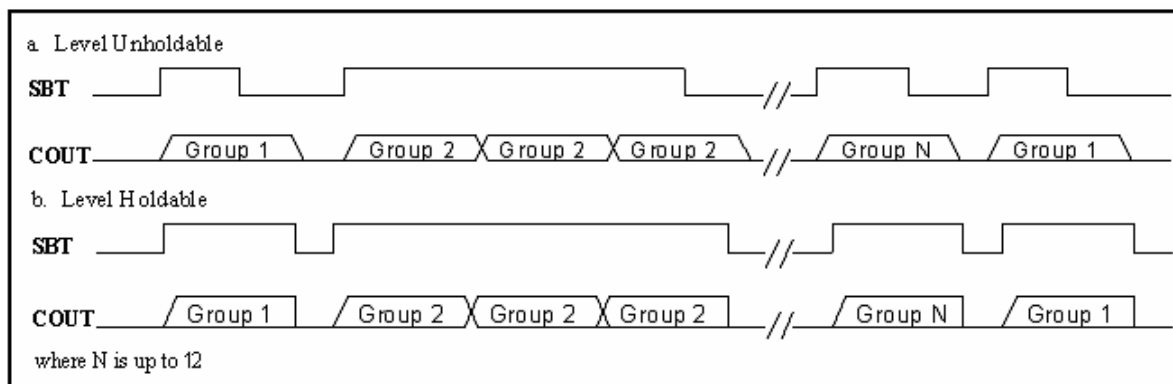 a. Level Unholdable
SBT
COUT Group 1 Group 2 Group 2 Group 2 // Group N Group 1
b. Level Holdable
SBT
COUT Group 1 Group 2 Group 2 Group 2 // Group N Group 1
where N is up to 12